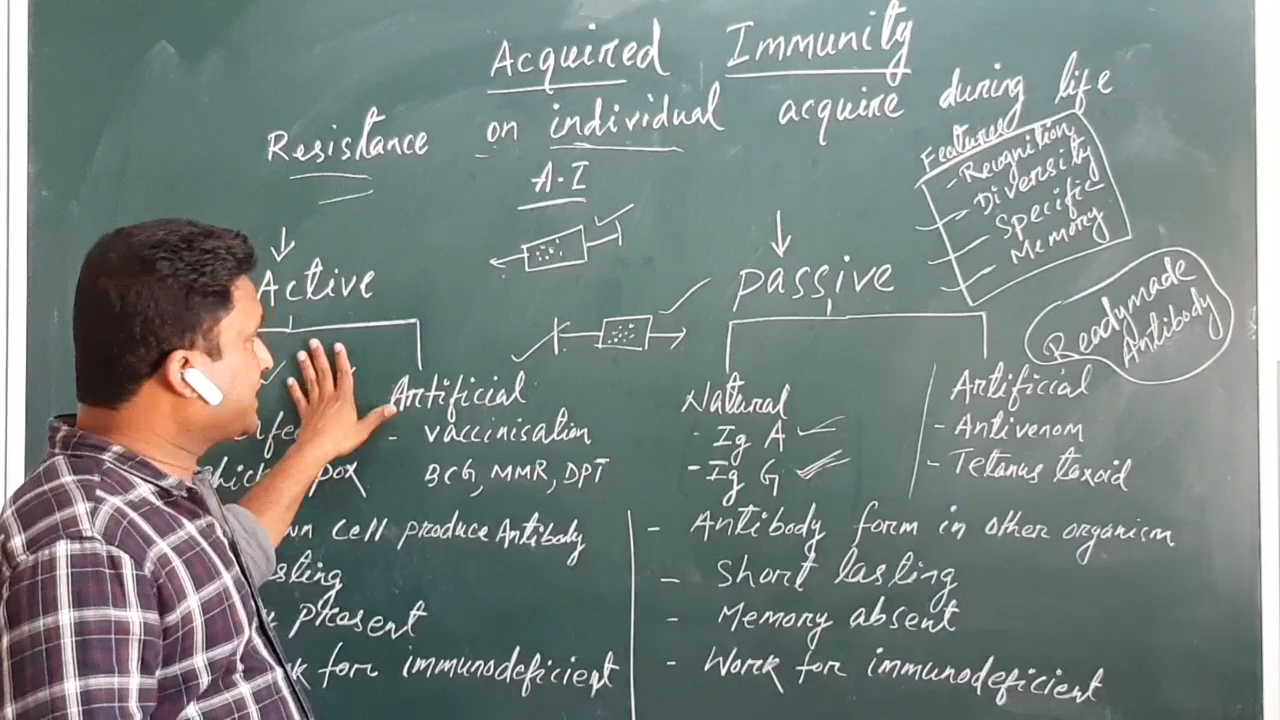 Acquired Immunity
Resistance on individual acquire during life
A.I
Features
- Recognition
Diversity
Specific
Memory
Active
passive
Readymade
Antibody
Artificial
- vaccinisation
BCG, MMR, DPT
Natural
- Ig A
- Ig G
Artificial
- Antivenom
- Tetanus toxoid
pox
cell produce Antibody
present
for immunodeficient
- Antibody form in other organism
- Short lasting
- Memory absent
- Work for immunodeficient